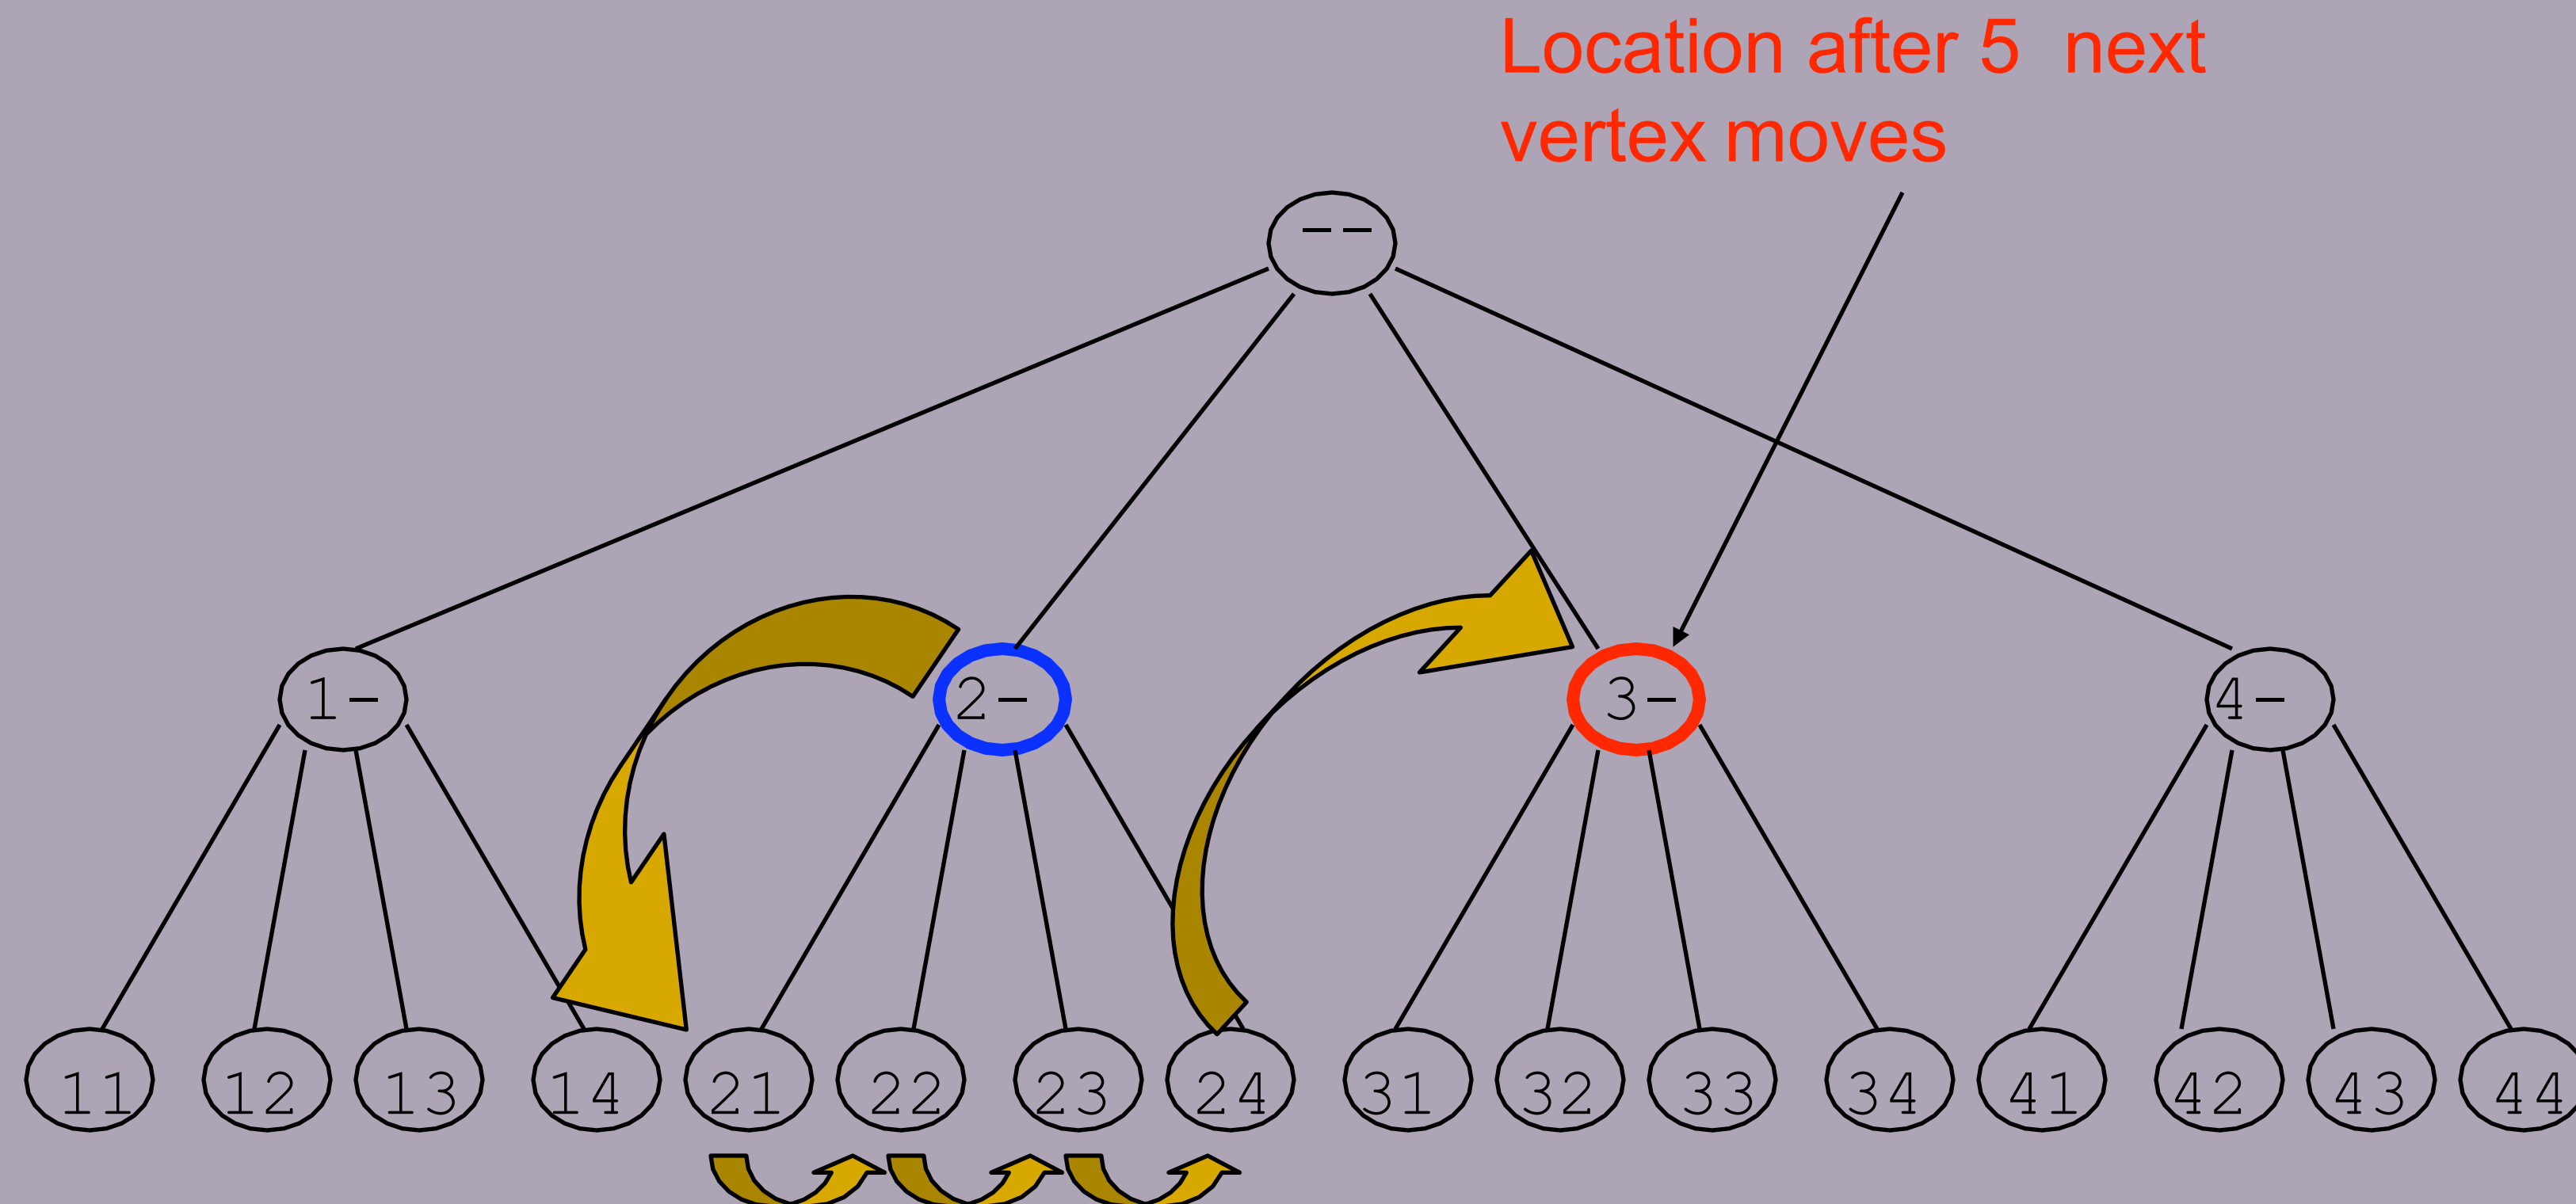 Location after 5 next
vertex moves
--
1- 2- 3- 4-
11 12 13 14 21 22 23 24 31 32 33 34 41 42 43 44